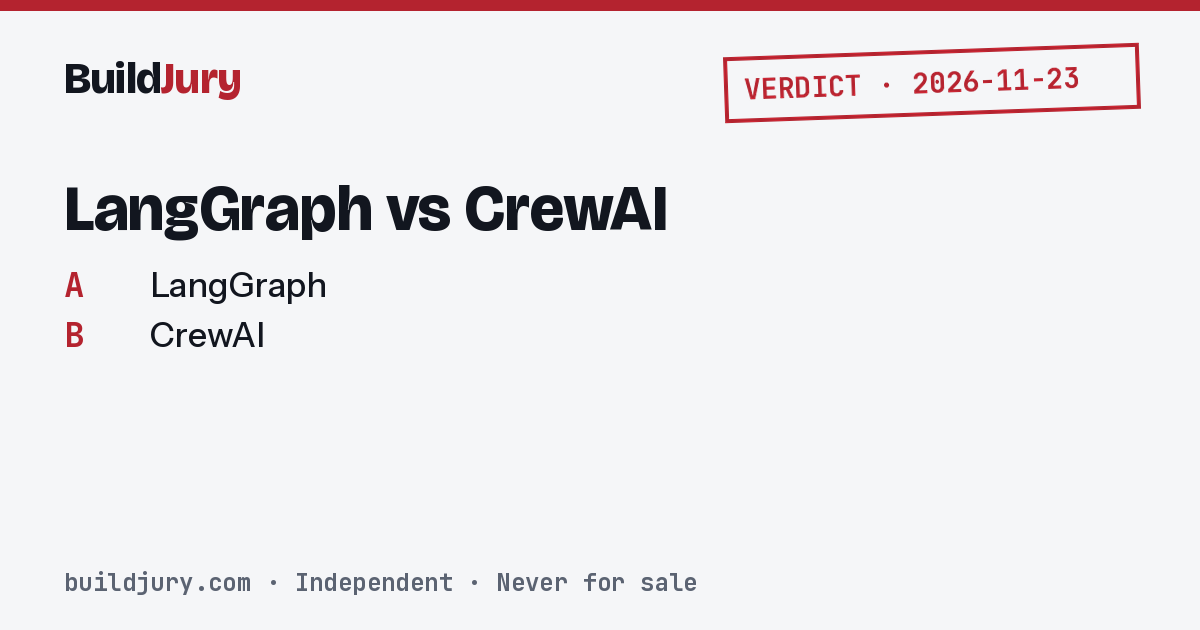 BuildJury
VERDICT · 2026-11-23
LangGraph vs CrewAI
A LangGraph
B CrewAI
buildjury.com · Independent · Never for sale